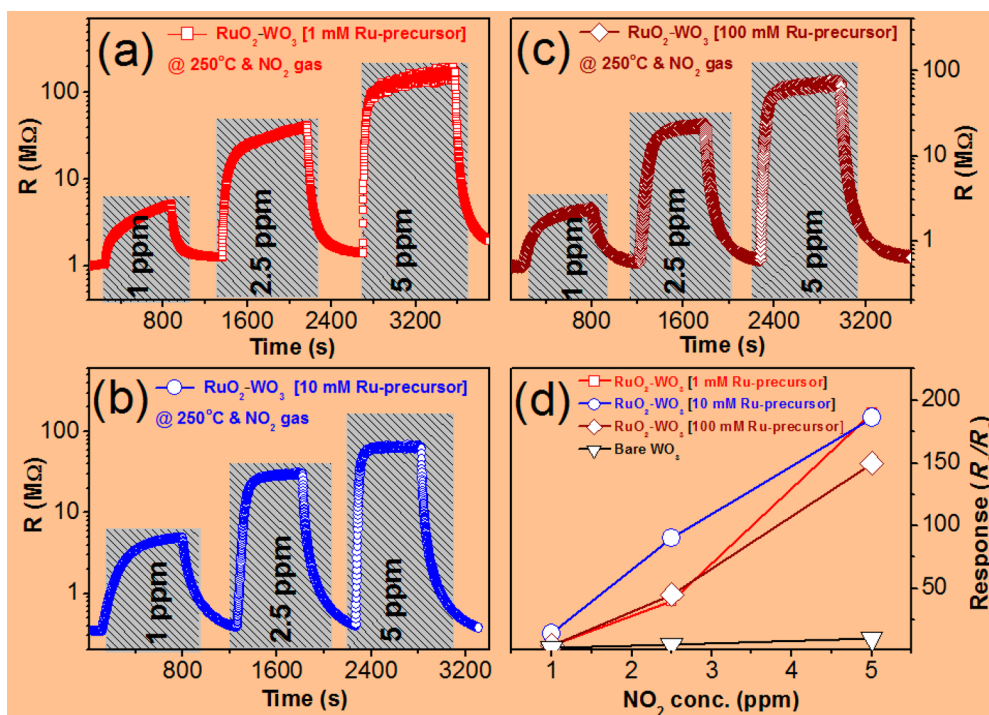 (a)
RuO₂-WO₃ [1 mM Ru-precursor]
@ 250°C & NO₂ gas
100
10
1
R (MΩ)
1 ppm
2.5 ppm
5 ppm
800 1600 2400 3200
Time (s)
(c)
RuO₂-WO₃ [100 mM Ru-precursor]
@ 250°C & NO₂ gas
100
10
1
R (MΩ)
1 ppm
2.5 ppm
5 ppm
800 1600 2400 3200
Time (s)
(b)
RuO₂-WO₃ [10 mM Ru-precursor]
@ 250°C & NO₂ gas
100
10
1
R (MΩ)
1 ppm
2.5 ppm
5 ppm
800 1600 2400 3200
Time (s)
(d)
RuO₂-WO₃ [1 mM Ru-precursor]
RuO₂-WO₃ [10 mM Ru-precursor]
RuO₂-WO₃ [100 mM Ru-precursor]
Bare WO₃
200
150
100
50
Response (R /R )
1 2 3 4 5
NO₂ conc. (ppm)